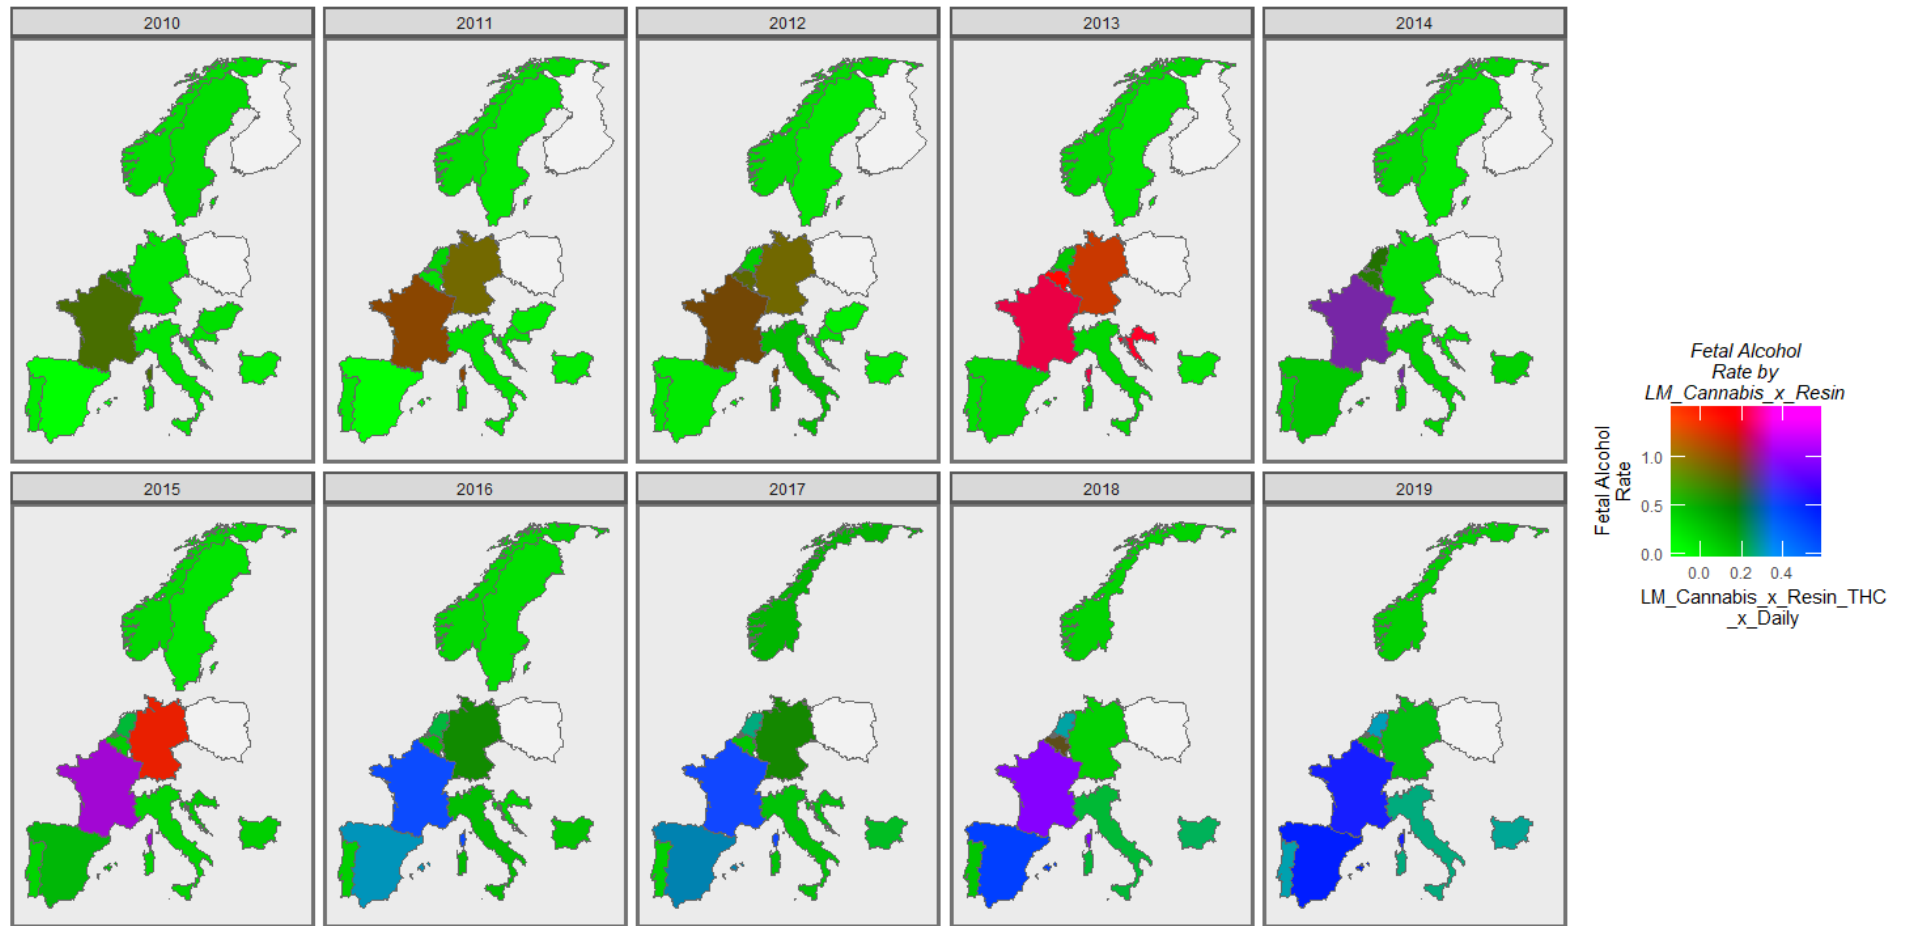 2010
2011
2012
2013
2014
2015
2016
2017
2018
2019
Fetal Alcohol
Rate by
LM_Cannabis_x_Resin
Fetal Alcohol
Rate
1.0
0.5
0.0
0.0 0.2 0.4
LM_Cannabis_x_Resin_THC
_x_Daily